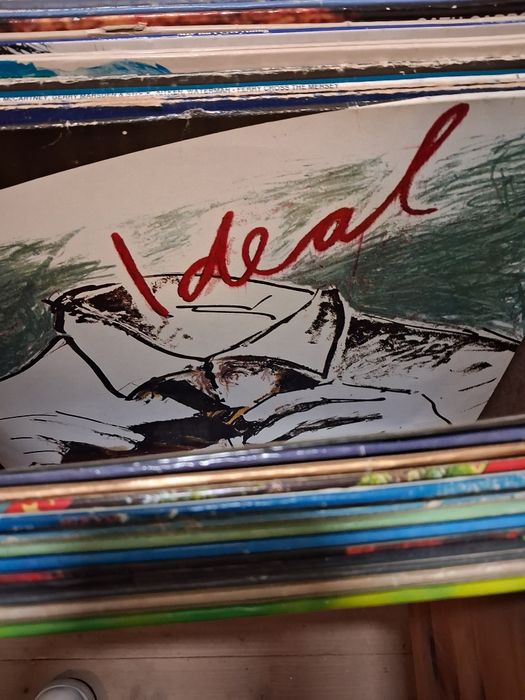 McCARTNEY, GERRY MARSDEN & STOCK AITKEN WATERMAN - FERRY CROSS THE MERSEY
Ideal